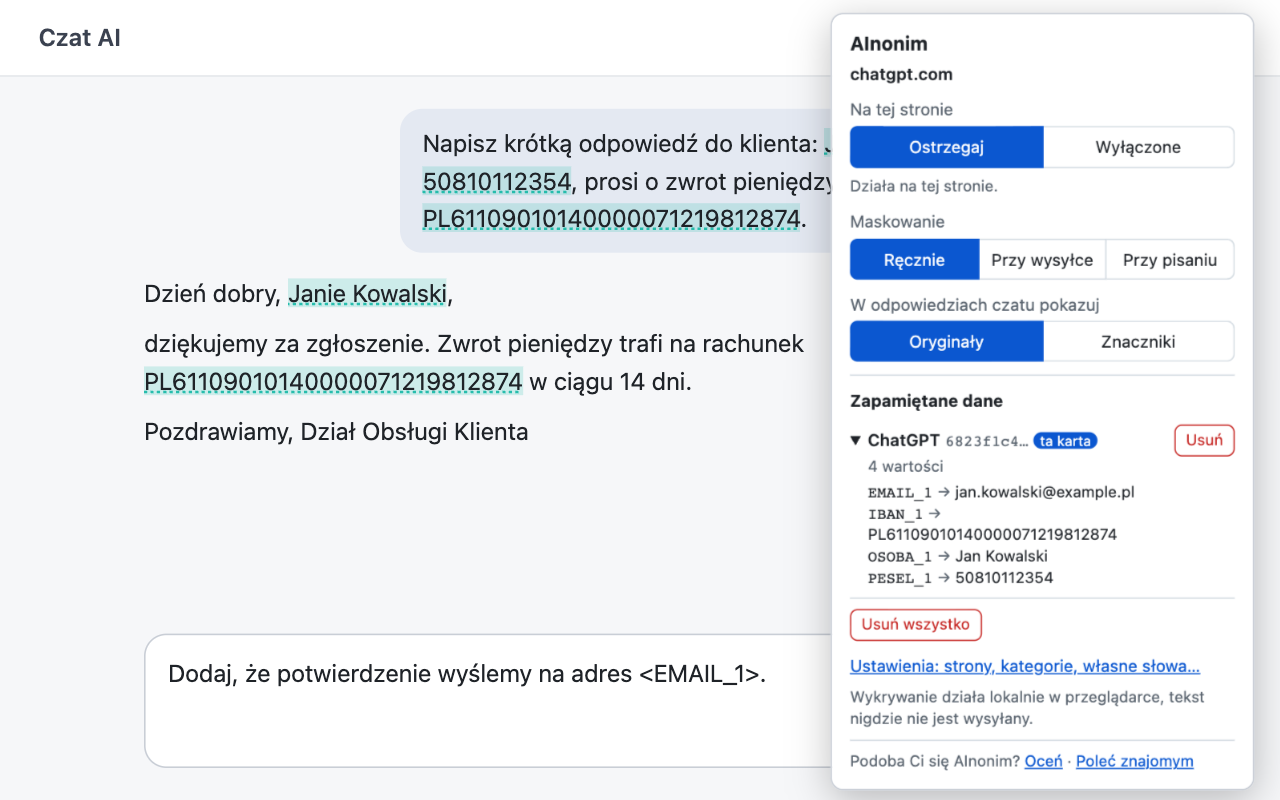 Czat AI
Napisz krótką odpowiedź do klienta:
50810112354, prosi o zwrot pieniędzy
PL61109010140000071219812874.
Dzień dobry, Janie Kowalski,
dziękujemy za zgłoszenie. Zwrot pieniędzy trafi na rachunek
PL61109010140000071219812874 w ciągu 14 dni.
Pozdrawiamy, Dział Obsługi Klienta
Dodaj, że potwierdzenie wyślemy na adres <EMAIL_1>.
AInonim
chatgpt.com
Na tej stronie
Ostrzegaj Wyłączone
Działa na tej stronie.
Maskowanie
Ręcznie Przy wysyłce Przy pisaniu
W odpowiedziach czatu pokazuj
Oryginały Znaczniki
Zapamiętane dane
▼ ChatGPT 6823f1c4… ta karta Usuń
4 wartości
EMAIL_1 → jan.kowalski@example.pl
IBAN_1 →
PL61109010140000071219812874
OSOBA_1 → Jan Kowalski
PESEL_1 → 50810112354
Usuń wszystko
Ustawienia: strony, kategorie, własne słowa…
Wykrywanie działa lokalnie w przeglądarce, tekst
nigdzie nie jest wysyłany.
Podoba Ci się AInonim? Oceń · Poleć znajomym